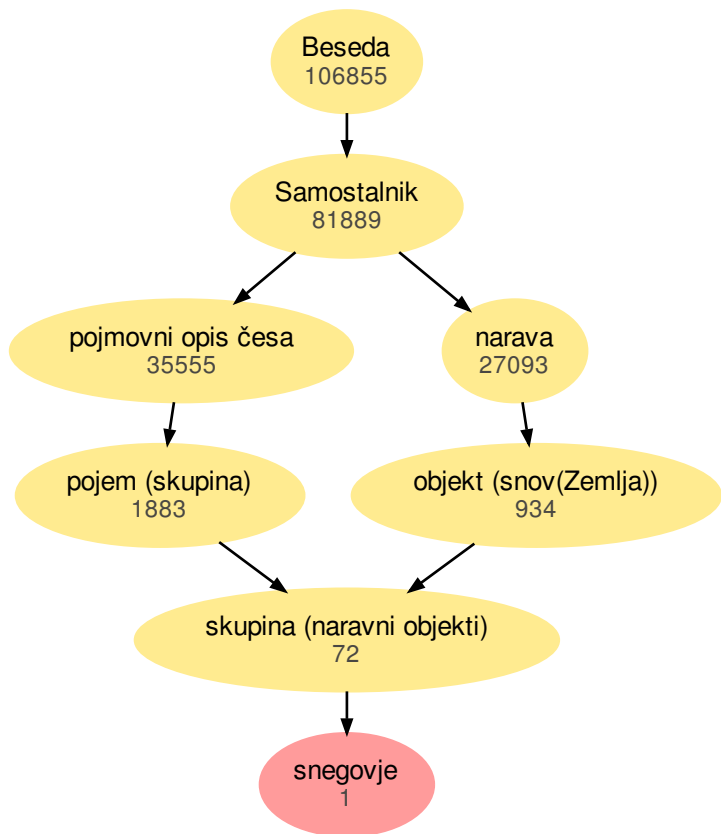 Beseda
106855
Samostalnik
81889
pojmovni opis česa
35555
narava
27093
pojem (skupina)
1883
objekt (snov(Zemlja))
934
skupina (naravni objekti)
72
snegovje
1